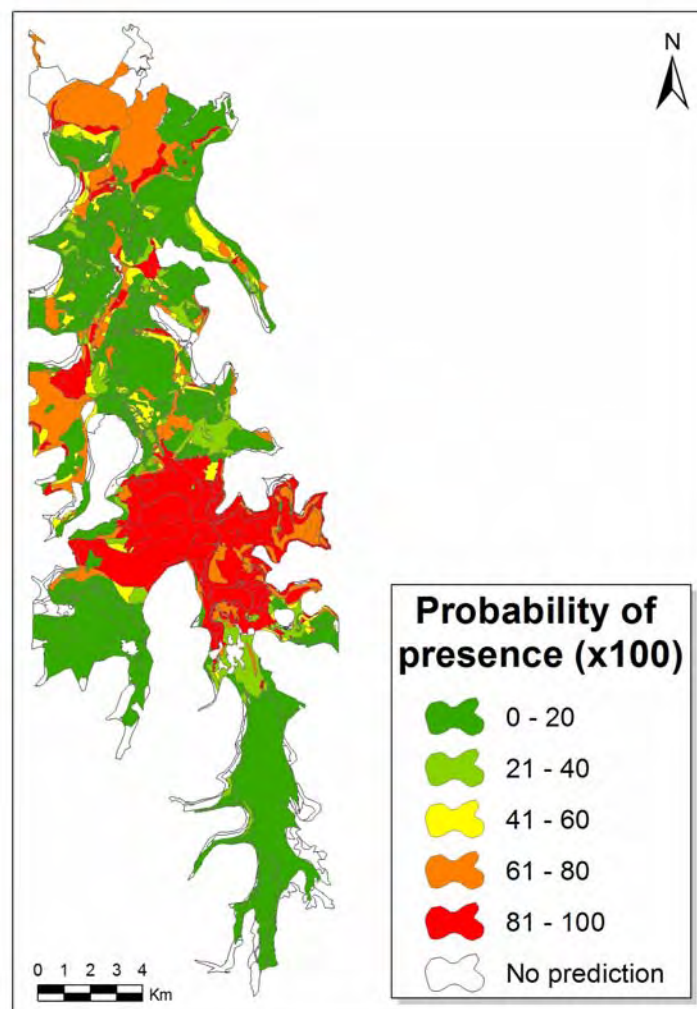 N
Probability of
presence (x100)
0 - 20
21 - 40
41 - 60
61 - 80
81 - 100
No prediction
0 1 2 3 4
Km